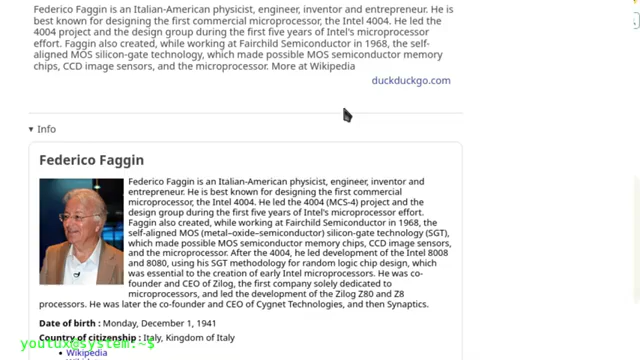 Federico Faggin is an Italian-American physicist, engineer, inventor and entrepreneur. He is
best known for designing the first commercial microprocessor, the Intel 4004. He led the
4004 project and the design group during the first five years of Intel's microprocessor
effort. Faggin also created, while working at Fairchild Semiconductor in 1968, the self-
aligned MOS silicon-gate technology, which made possible MOS semiconductor memory
chips, CCD image sensors, and the microprocessor. More at Wikipedia
duckduckgo.com
▾ Info
Federico Faggin
Federico Faggin is an Italian-American physicist, engineer, inventor and
entrepreneur. He is best known for designing the first commercial
microprocessor, the Intel 4004. He led the 4004 (MCS-4) project and the
design group during the first five years of Intel's microprocessor effort.
Faggin also created, while working at Fairchild Semiconductor in 1968, the
self-aligned MOS (metal–oxide–semiconductor) silicon-gate technology (SGT),
which made possible MOS semiconductor memory chips, CCD image sensors,
and the microprocessor. After the 4004, he led development of the Intel 8008
and 8080, using his SGT methodology for random logic chip design, which
was essential to the creation of early Intel microprocessors. He was co-
founder and CEO of Zilog, the first company solely dedicated to
microprocessors, and led the development of the Zilog Z80 and Z8
processors. He was later the co-founder and CEO of Cygnet Technologies, and then Synaptics.
Date of birth : Monday, December 1, 1941
Country of citizenship : Italy, Kingdom of Italy
youlux@system:~$
• Wikipedia